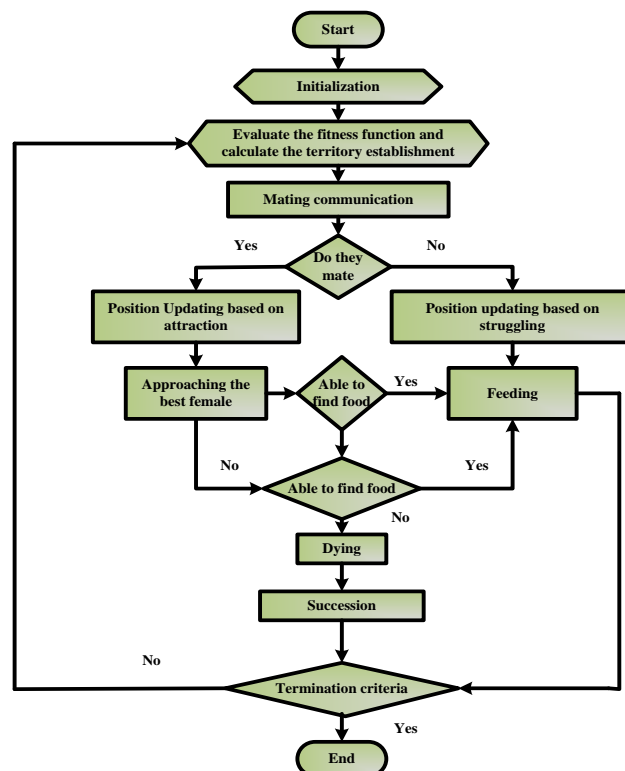 Start
Initialization
Evaluate the fitness function and
calculate the territory establishment
Mating communication
Yes
No
Do they
mate
Position Updating based on
attraction
Position updating based on
struggling
Approaching the
best female
Able to
find food
Yes
Feeding
No
Yes
Able to find food
No
Dying
Succession
No
Termination criteria
Yes
End